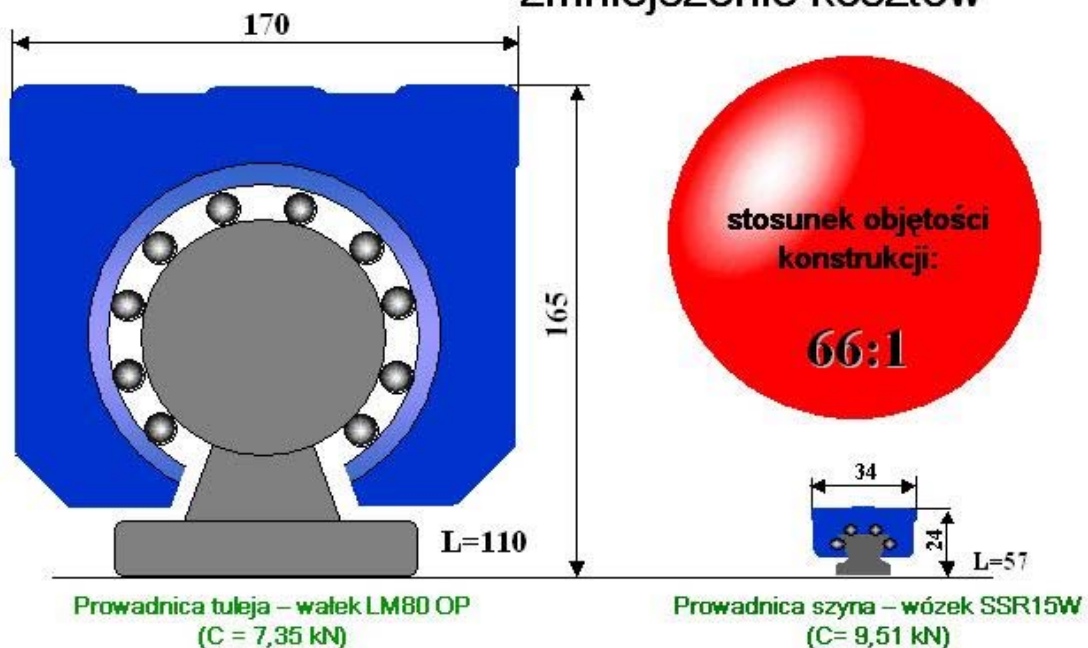 170
165
stosunek objętości
konstrukcji:
66:1
34
24
L=110
L=57
Prowadnica tuleja – wałek LM80 OP
(C = 7,35 kN)
Prowadnica szyna – wózek SSR15W
(C= 9,51 kN)